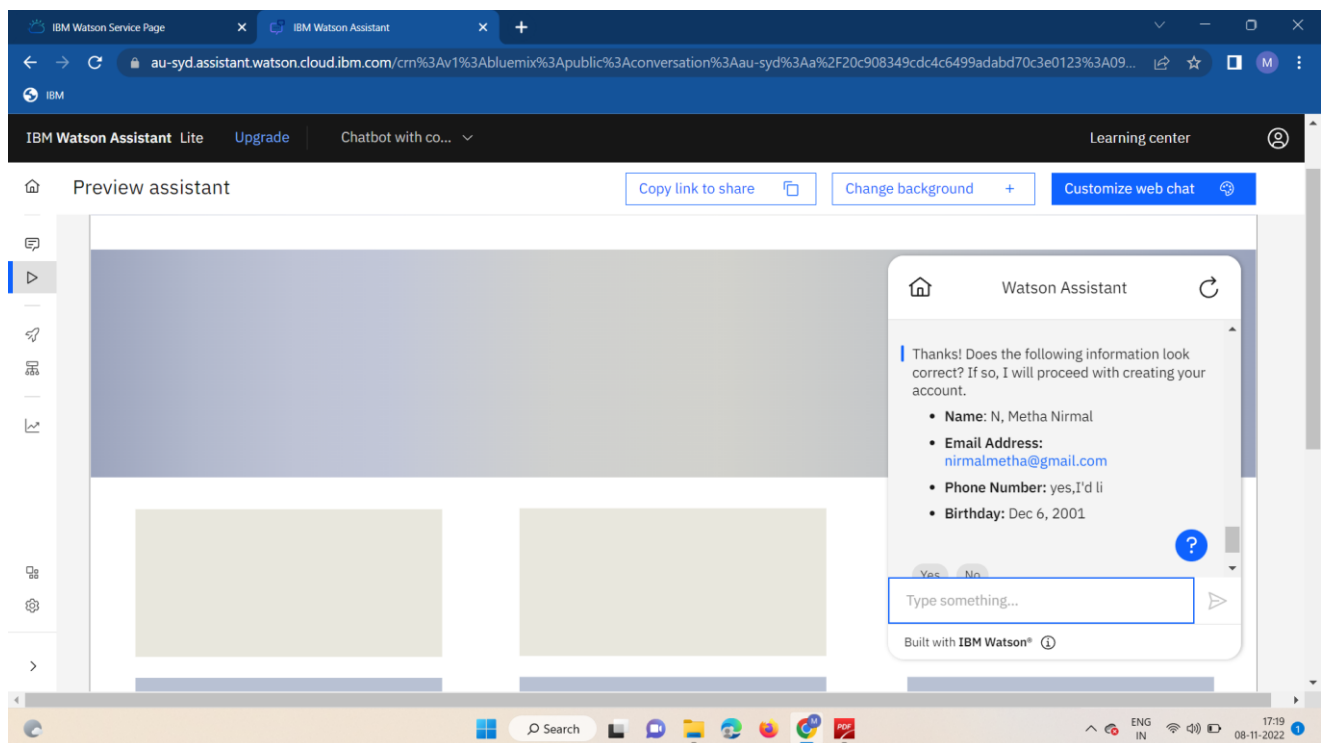 IBM Watson Service Page
IBM Watson Assistant
au-syd.assistant.watson.cloud.ibm.com/crn%3Av1%3Abluemix%3Apublic%3Aconversation%3Aau-syd%3Aa%2F20c908349cdc4c6499adabd70c3e0123%3A09...
M
IBM
IBM Watson Assistant Lite Upgrade Chatbot with co... Learning center
Preview assistant Copy link to share Change background + Customize web chat
Watson Assistant
Thanks! Does the following information look
correct? If so, I will proceed with creating your
account.
• Name: N, Metha Nirmal
• Email Address:
nirmalmetha@gmail.com
• Phone Number: yes,I'd li
• Birthday: Dec 6, 2001
?
Yes No
Type something...
Built with IBM Watson®
Search
M
PDF
ENG
IN
17:19
08-11-2022
1